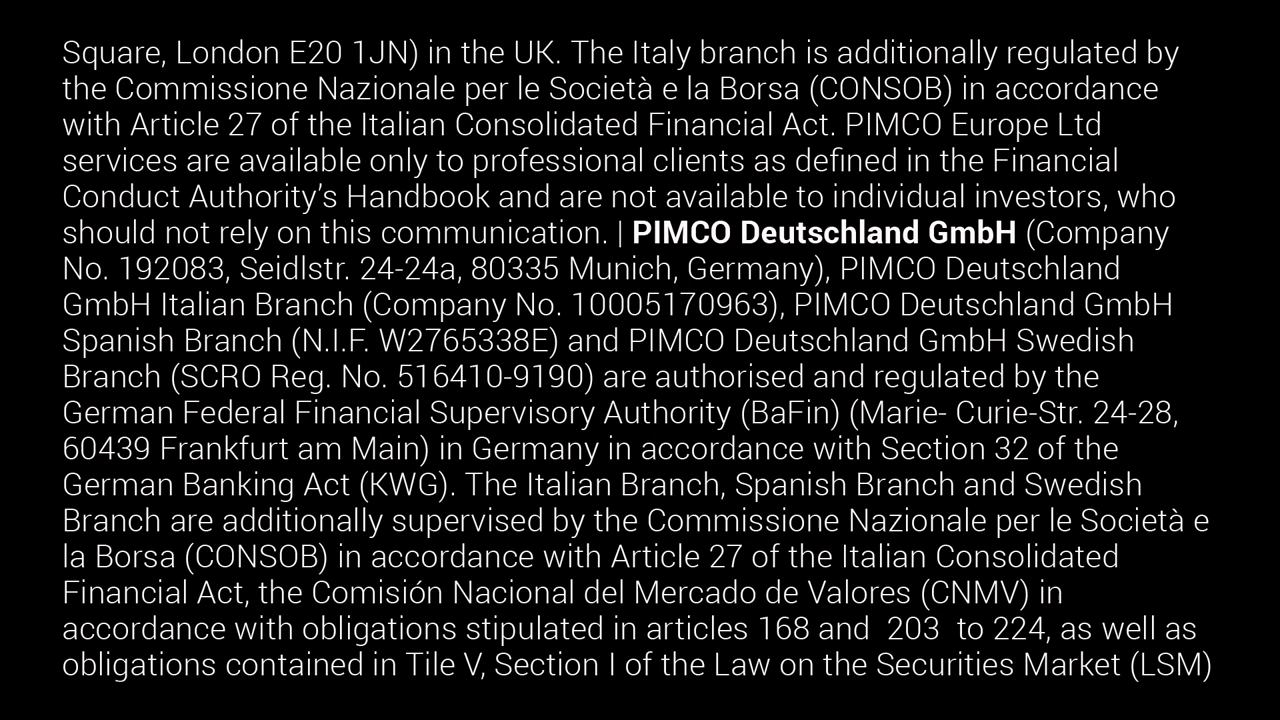 Square, London E20 1JN) in the UK. The Italy branch is additionally regulated by
the Commissione Nazionale per le Società e la Borsa (CONSOB) in accordance
with Article 27 of the Italian Consolidated Financial Act. PIMCO Europe Ltd
services are available only to professional clients as defined in the Financial
Conduct Authority’s Handbook and are not available to individual investors, who
should not rely on this communication. | PIMCO Deutschland GmbH (Company
No. 192083, Seidlstr. 24-24a, 80335 Munich, Germany), PIMCO Deutschland
GmbH Italian Branch (Company No. 10005170963), PIMCO Deutschland GmbH
Spanish Branch (N.I.F. W2765338E) and PIMCO Deutschland GmbH Swedish
Branch (SCRO Reg. No. 516410-9190) are authorised and regulated by the
German Federal Financial Supervisory Authority (BaFin) (Marie- Curie-Str. 24-28,
60439 Frankfurt am Main) in Germany in accordance with Section 32 of the
German Banking Act (KWG). The Italian Branch, Spanish Branch and Swedish
Branch are additionally supervised by the Commissione Nazionale per le Società e
la Borsa (CONSOB) in accordance with Article 27 of the Italian Consolidated
Financial Act, the Comisión Nacional del Mercado de Valores (CNMV) in
accordance with obligations stipulated in articles 168 and  203  to 224, as well as
obligations contained in Tile V, Section I of the Law on the Securities Market (LSM)